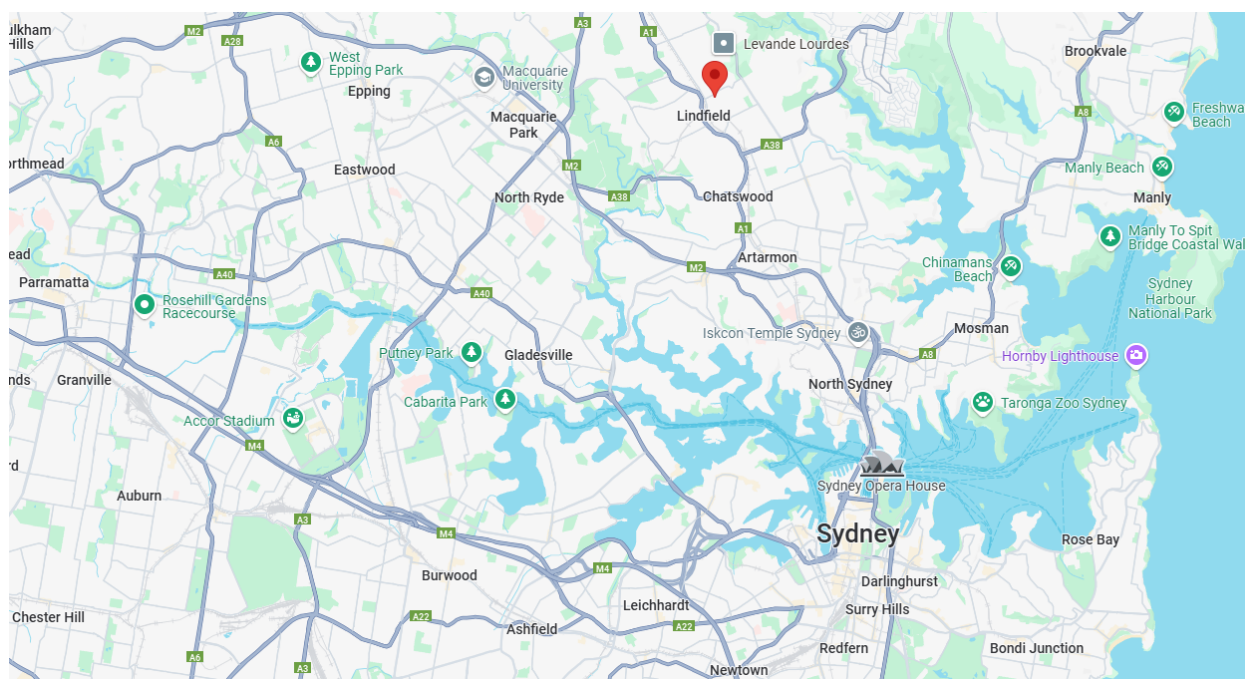 ulkham
Hills
M2
A28
West
Epping Park
Epping
Macquarie
University
A3
A1
Levande Lourdes
Brookvale
Macquarie
Park
Lindfield
A8
Freshwa
Beach
A6
A38
orthmead
Eastwood
M2
Manly Beach
North Ryde
A38
Chatswood
Manly
A1
Manly To Spit
Bridge Coastal Wal
ead
Parramatta
A40
M2
Artarmon
Chinamans
Beach
Sydney
Harbour
National Park
Rosehill Gardens
Racecourse
A40
Iskcon Temple Sydney
Mosman
Putney Park
Gladesville
A8
Hornby Lighthouse
nds
Granville
North Sydney
Cabarita Park
Taronga Zoo Sydney
Accor Stadium
M4
rd
Auburn
Sydney Opera House
A3
M4
Sydney
Rose Bay
Burwood
M4
Darlinghurst
Leichhardt
Surry Hills
Chester Hill
A22
Ashfield
A22
Redfern
Bondi Junction
A6
A3
Newtown